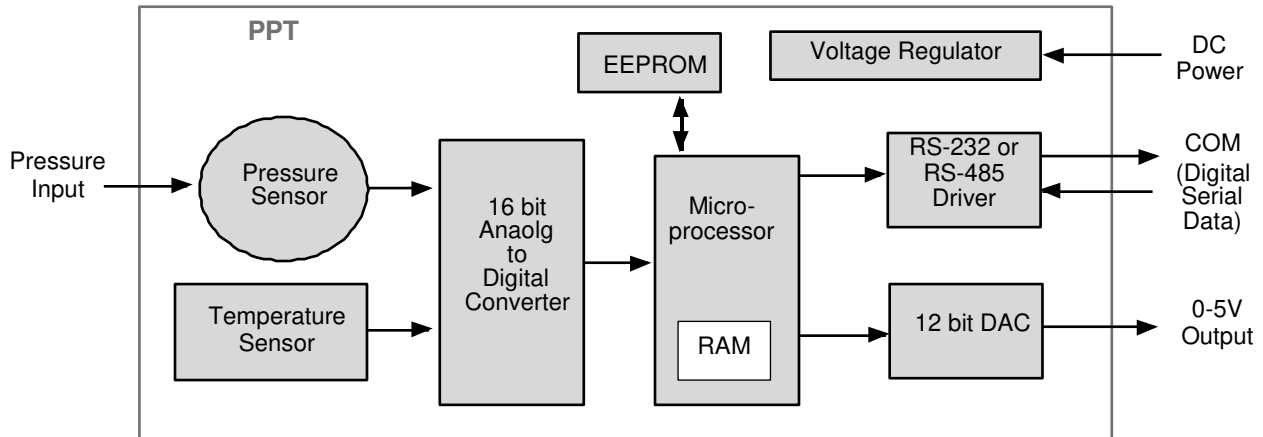 PPT
EEPROM
Voltage Regulator
DC
Power
Pressure
Input
Pressure
Sensor
16 bit
Anaolg
to
Digital
Converter
Micro-
processor
RAM
RS-232 or
RS-485
Driver
COM
(Digital
Serial
Data)
Temperature
Sensor
12 bit DAC
0-5V
Output